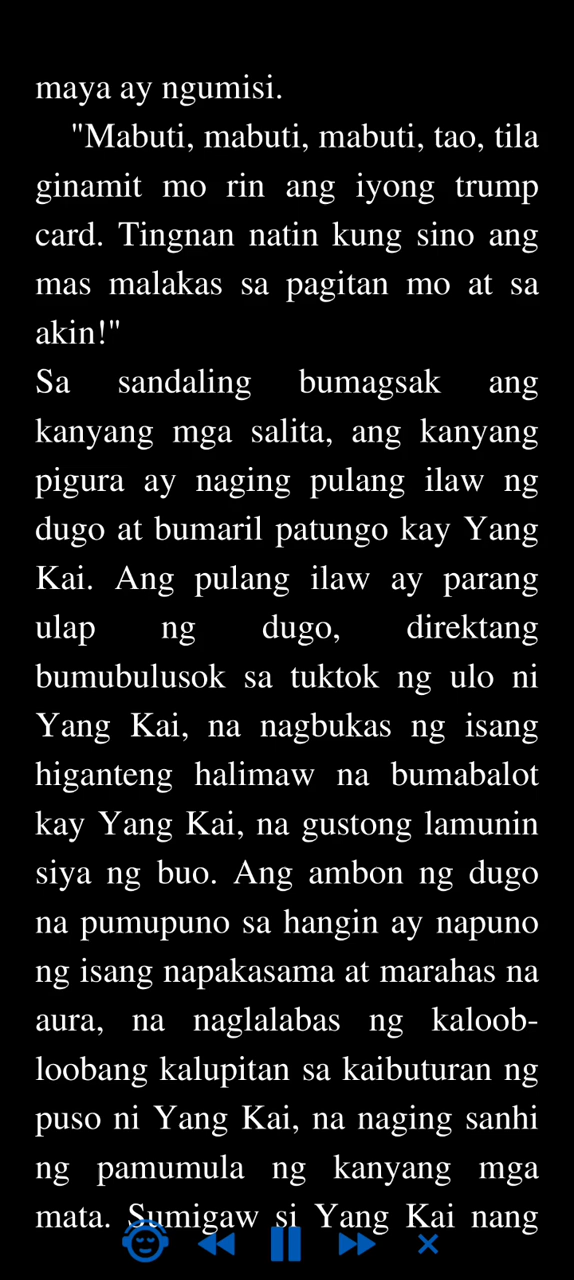 maya ay ngumisi.
"Mabuti, mabuti, mabuti, tao, tila
ginamit mo rin ang iyong trump
card. Tingnan natin kung sino ang
mas malakas sa pagitan mo at sa
akin!"
Sa sandaling bumagsak ang
kanyang mga salita, ang kanyang
pigura ay naging pulang ilaw ng
dugo at bumaril patungo kay Yang
Kai. Ang pulang ilaw ay parang
ulap ng dugo, direktang
bumubulusok sa tuktok ng ulo ni
Yang Kai, na nagbukas ng isang
higanteng halimaw na bumabalot
kay Yang Kai, na gustong lamunin
siya ng buo. Ang ambon ng dugo
na pumupuno sa hangin ay napuno
ng isang napakasama at marahas na
aura, na naglalabas ng kaloob-
loobang kalupitan sa kaibuturan ng
puso ni Yang Kai, na naging sanhi
ng pamumula ng kanyang mga
mata. Sumigaw si Yang Kai nang